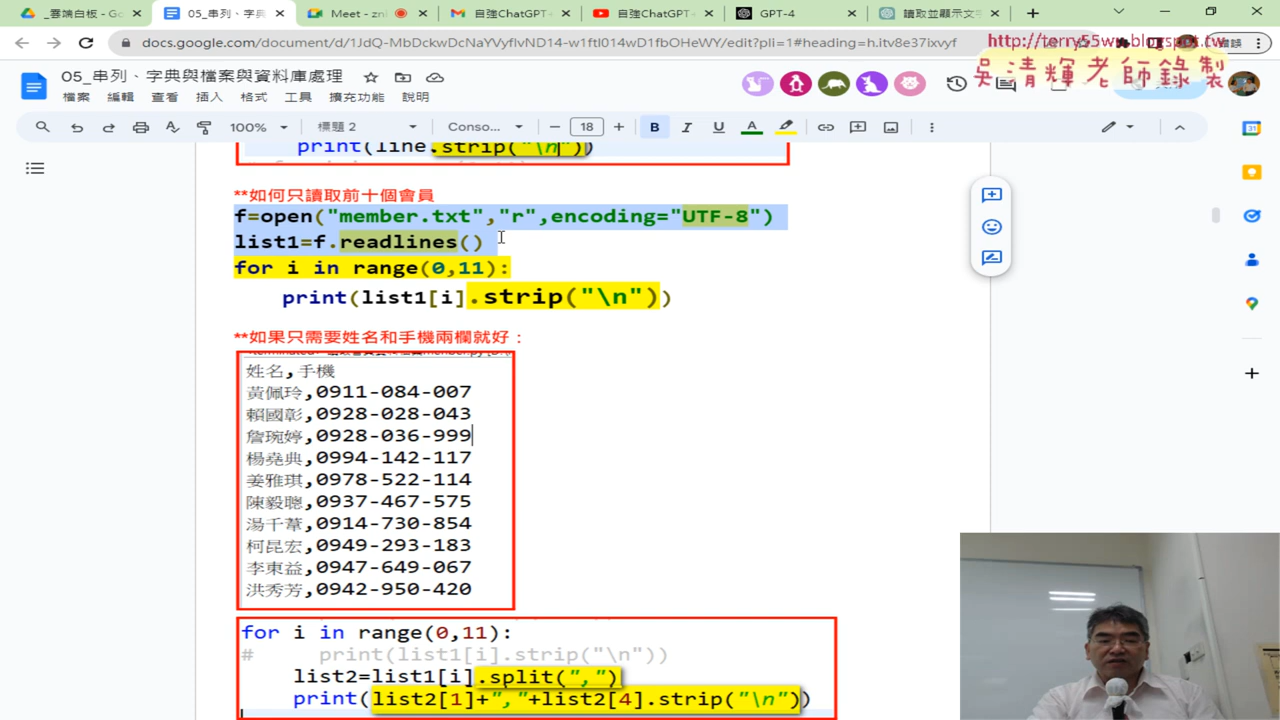 _雲端白板 - Go
05_串列、字典
Meet - zni
自強ChatGPT+
自強ChatGPT+
GPT-4
讀取並顯示文字
docs.google.com/document/d/1JdQ-MbDckwDcNaYVyflvND14-w1ftI014wD1fbOHeWY/edit?pli=1#heading=h.itv8e37ixvyf
http://terry55wu.blogspot.tw
吳清輝老師錄製
05_串列、字典與檔案與資料庫處理
檔案 編輯 查看 插入 格式 工具 擴充功能 說明
100% 標題 2 Conso... 18 B I U A
print(line.strip("\n"))
**如何只讀取前十個會員
f=open("member.txt","r",encoding="UTF-8")
list1=f.readlines()
for i in range(0,11):
print(list1[i].strip("\n"))
**如果只需要姓名和手機兩欄就好：
姓名,手機
黃佩玲,0911-084-007
賴國彰,0928-028-043
詹琬婷,0928-036-999
楊堯典,0994-142-117
姜雅琪,0978-522-114
陳毅聰,0937-467-575
湯千葦,0914-730-854
柯昆宏,0949-293-183
李東益,0947-649-067
洪秀芳,0942-950-420
for i in range(0,11):
# print(list1[i].strip("\n"))
list2=list1[i].split(",")
print(list2[1]+","+list2[4].strip("\n"))